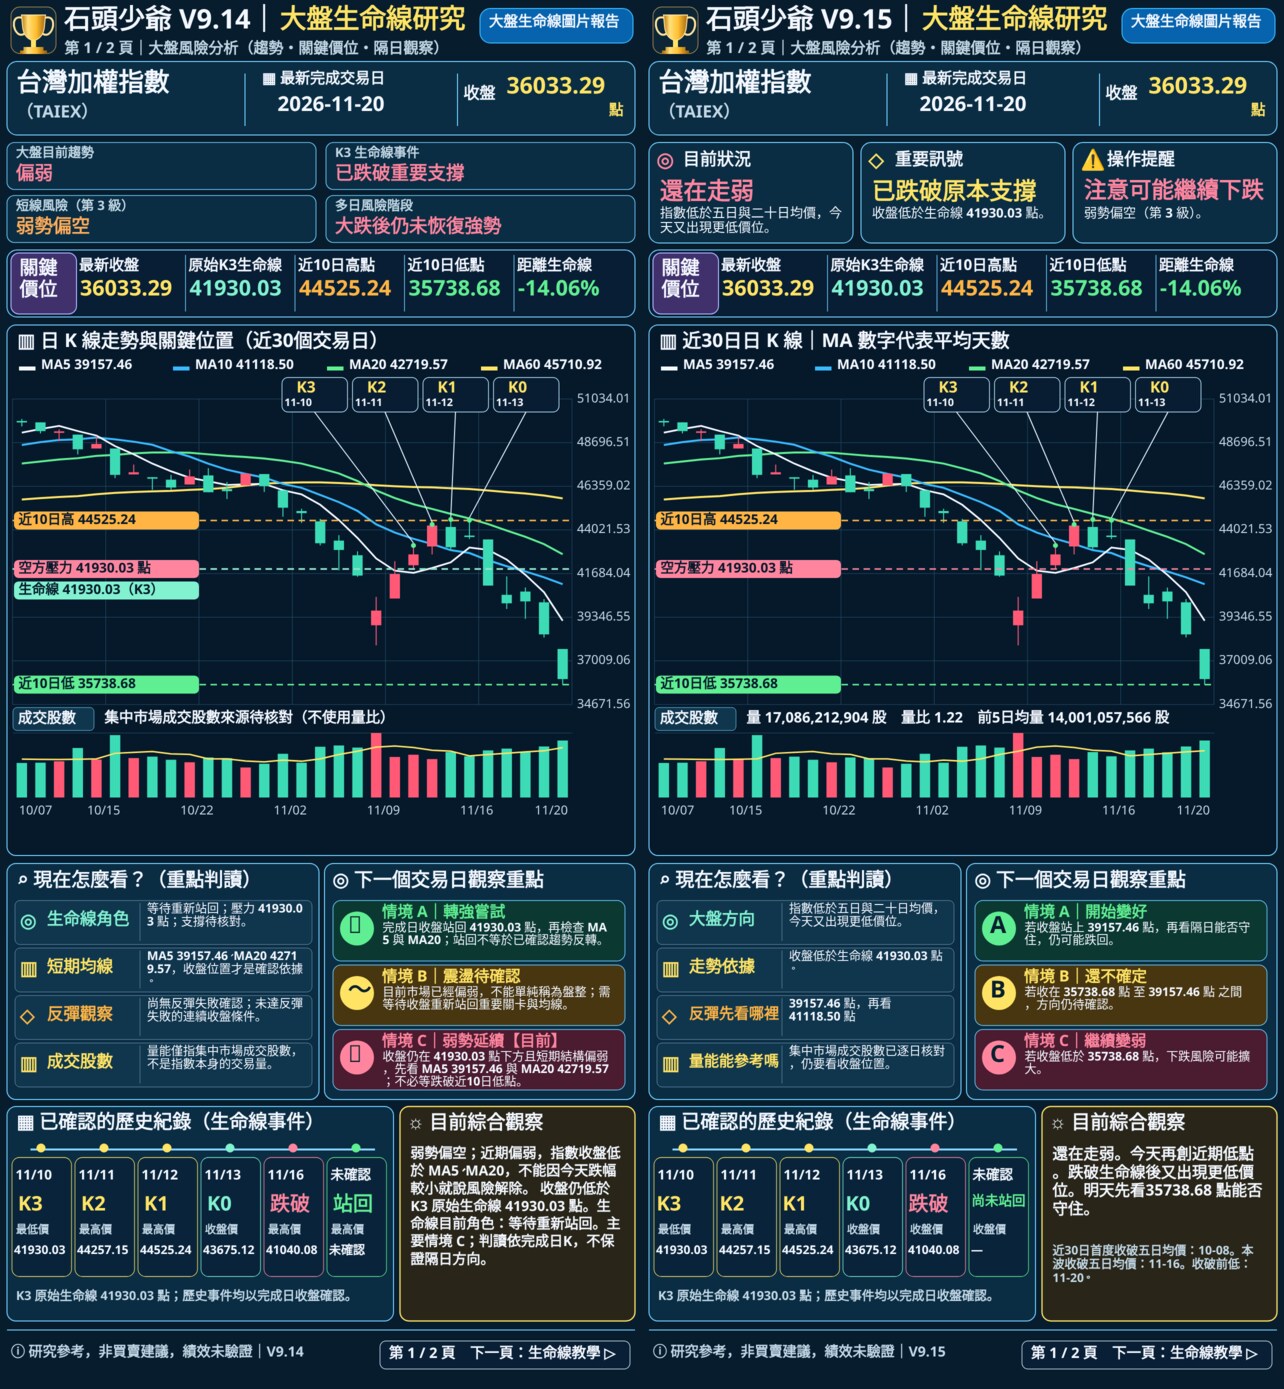 石頭少爺 V9.14｜大盤生命線研究
第 1 / 2 頁｜大盤風險分析（趨勢・關鍵價位・隔日觀察）
大盤生命線圖片報告
台灣加權指數
（TAIEX）
最新完成交易日
2026-11-20
收盤 36033.29
點
大盤目前趨勢
偏弱
K3 生命線事件
已跌破重要支撐
短線風險（第 3 級）
弱勢偏空
多日風險階段
大跌後仍未恢復強勢
關鍵
價位
最新收盤
36033.29
原始K3生命線
41930.03
近10日高點
44525.24
近10日低點
35738.68
距離生命線
-14.06%
日 K 線走勢與關鍵位置（近30個交易日）
MA5 39157.46
MA10 41118.50
MA20 42719.57
MA60 45710.92
K3
11-10
K2
11-11
K1
11-12
K0
11-13
51034.01
48696.51
46359.02
44021.53
41684.04
39346.55
37009.06
34671.56
近10日高 44525.24
空方壓力 41930.03 點
生命線 41930.03（K3）
近10日低 35738.68
成交股數
集中市場成交股數來源待核對（不使用量比）
10/07 10/15 10/22 11/02 11/09 11/16 11/20
現在怎麼看？（重點判讀）
生命線角色
等待重新站回；壓力 41930.0
3 點；支撐待核對。
短期均線
MA5 39157.46、MA20 4271
9.57，收盤位置才是確認依據
。
反彈觀察
尚無反彈失敗確認；未達反彈
失敗的連續收盤條件。
成交股數
量能僅指集中市場成交股數，
不是指數本身的交易量。
下一個交易日觀察重點
情境 A｜轉強嘗試
完成日收盤站回 41930.03 點，再檢查 MA
5 與 MA20；站回不等於已確認趨勢反轉。
情境 B｜震盪待確認
目前市場已經偏弱，不能單純稱為盤整；需
等待收盤重新站回重要關卡與均線。
情境 C｜弱勢延續【目前】
收盤仍在 41930.03 點下方且短期結構偏弱
，先看 MA5 39157.46 與 MA20 42719.57
；不必等跌破近10日低點。
已確認的歷史紀錄（生命線事件）
11/10
K3
最低價
41930.03
11/11
K2
最高價
44257.15
11/12
K1
最高價
44525.24
11/13
K0
收盤價
43675.12
11/16
跌破
最高價
41040.08
未確認
站回
最高價
未確認
K3 原始生命線 41930.03 點；歷史事件均以完成日收盤確認。
目前綜合觀察
弱勢偏空；近期偏弱，指數收盤低
於 MA5、MA20，不能因今天跌幅
較小就說風險解除。 收盤仍低於
K3 原始生命線 41930.03 點。生
命線目前角色：等待重新站回。主
要情境 C；判讀依完成日K，不保
證隔日方向。
ⓘ 研究參考，非買賣建議，績效未驗證｜V9.14
第 1 / 2 頁 下一頁：生命線教學 ▷
石頭少爺 V9.15｜大盤生命線研究
第 1 / 2 頁｜大盤風險分析（趨勢・關鍵價位・隔日觀察）
大盤生命線圖片報告
台灣加權指數
（TAIEX）
最新完成交易日
2026-11-20
收盤 36033.29
點
目前狀況
還在走弱
指數低於五日與二十日均價，今
天又出現更低價位。
重要訊號
已跌破原本支撐
收盤低於生命線 41930.03 點。
操作提醒
注意可能繼續下跌
弱勢偏空（第 3 級）。
關鍵
價位
最新收盤
36033.29
原始K3生命線
41930.03
近10日高點
44525.24
近10日低點
35738.68
距離生命線
-14.06%
近30日日 K 線｜MA 數字代表平均天數
MA5 39157.46
MA10 41118.50
MA20 42719.57
MA60 45710.92
K3
11-10
K2
11-11
K1
11-12
K0
11-13
51034.01
48696.51
46359.02
44021.53
41684.04
39346.55
37009.06
34671.56
近10日高 44525.24
空方壓力 41930.03 點
近10日低 35738.68
成交股數
量 17,086,212,904 股 量比 1.22 前5日均量 14,001,057,566 股
10/07 10/15 10/22 11/02 11/09 11/16 11/20
現在怎麼看？（重點判讀）
大盤方向
指數低於五日與二十日均價，
今天又出現更低價位。
走勢依據
收盤低於生命線 41930.03 點
。
反彈先看哪裡
39157.46 點，再看
41118.50 點
量能能參考嗎
集中市場成交股數已逐日核對
，仍要看收盤位置。
下一個交易日觀察重點
A
情境 A｜開始變好
若收盤站上 39157.46 點，再看隔日能否守
住，仍可能跌回。
B
情境 B｜還不確定
若收在 35738.68 點 至 39157.46 點 之間
，方向仍待確認。
C
情境 C｜繼續變弱
若收盤低於 35738.68 點，下跌風險可能擴
大。
已確認的歷史紀錄（生命線事件）
11/10
K3
最低價
41930.03
11/11
K2
最高價
44257.15
11/12
K1
最高價
44525.24
11/13
K0
收盤價
43675.12
11/16
跌破
收盤價
41040.08
未確認
尚未站回
收盤價
—
K3 原始生命線 41930.03 點；歷史事件均以完成日收盤確認。
目前綜合觀察
還在走弱。今天再創近期低點
。跌破生命線後又出現更低價
位。明天先看35738.68 點能否
守住。
近30日首度收破五日均價：10-08。本
波收破五日均價：11-16。收破前低：
11-20。
ⓘ 研究參考，非買賣建議，績效未驗證｜V9.15
第 1 / 2 頁 下一頁：生命線教學 ▷